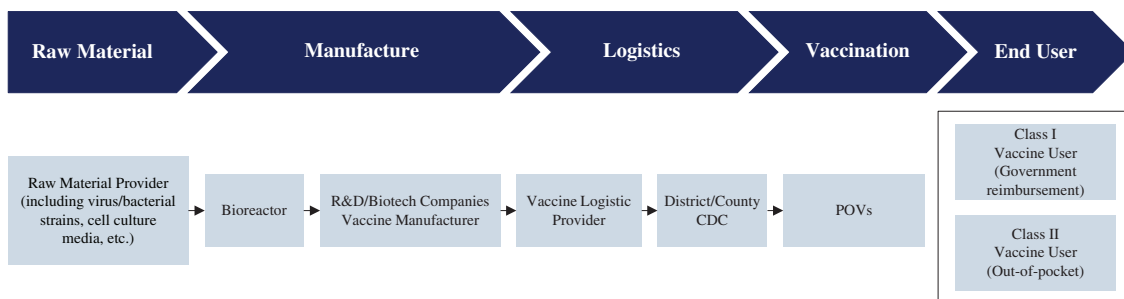 Raw Material
Manufacture
Logistics
Vaccination
End User
Raw Material Provider
(including virus/bacterial
strains, cell culture
media, etc.)
Bioreactor
R&D/Biotech Companies
Vaccine Manufacturer
Vaccine Logistic
Provider
District/County
CDC
POVs
Class I
Vaccine User
(Government
reimbursement)
Class II
Vaccine User
(Out-of-pocket)